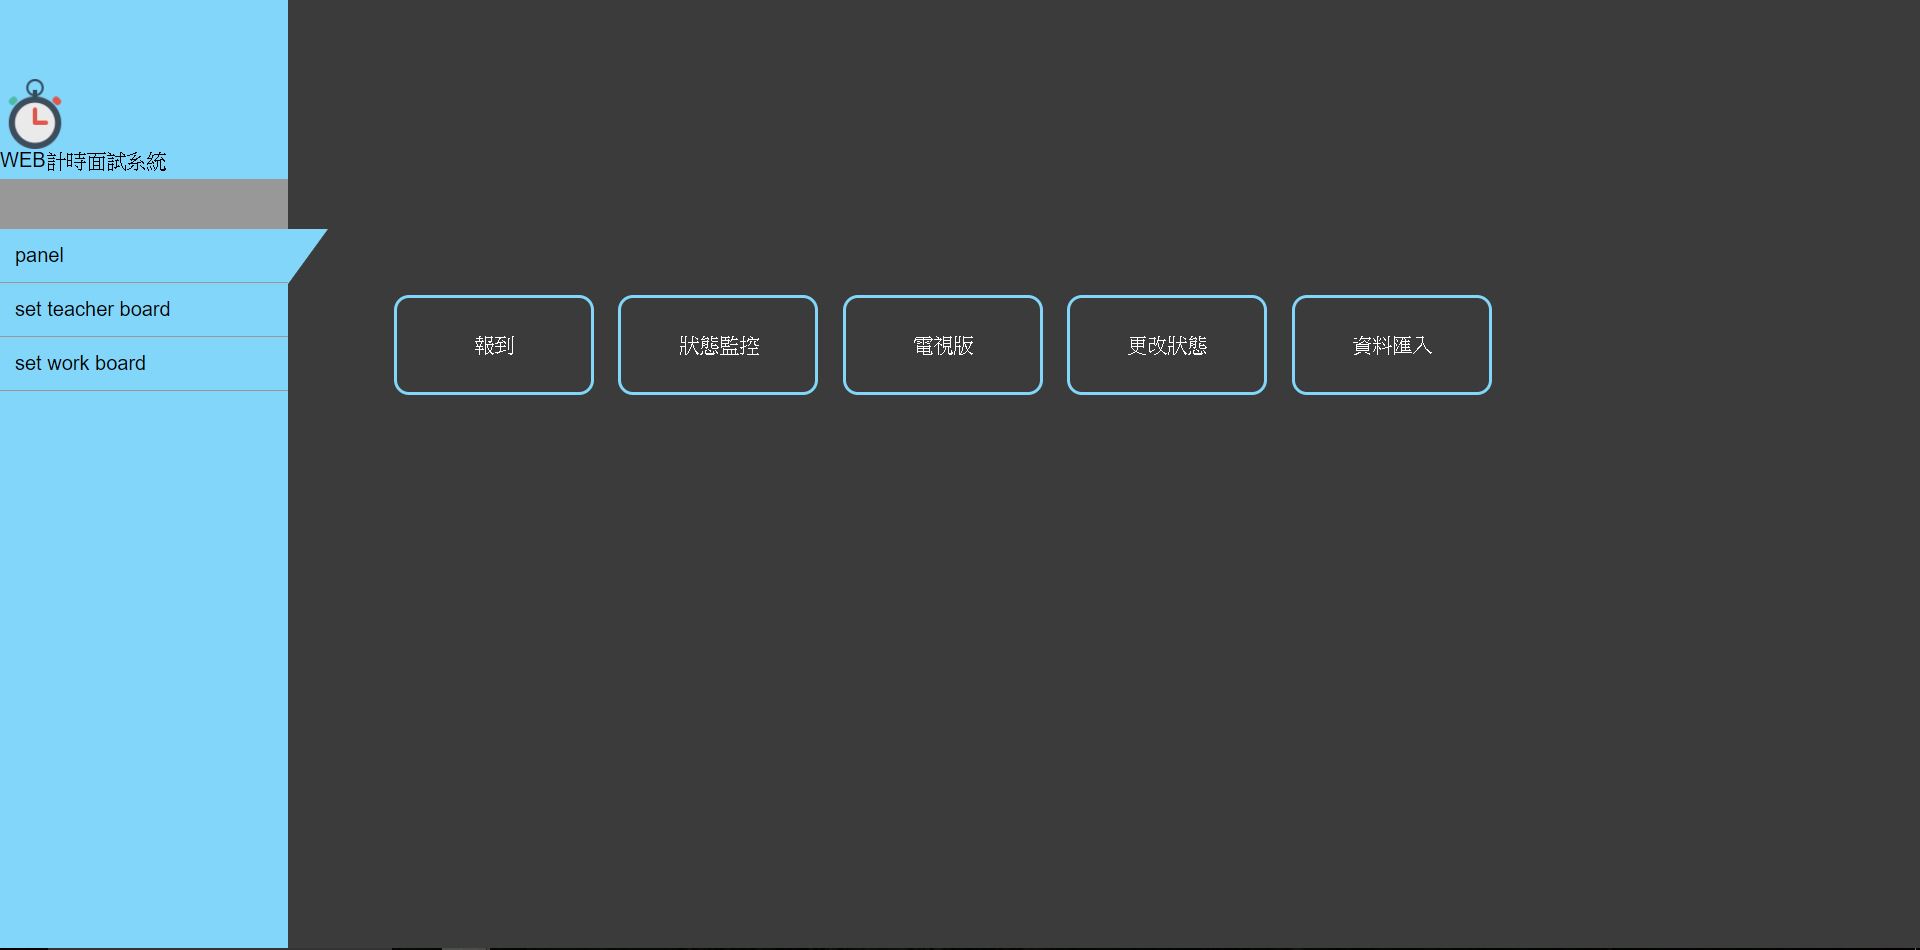 WEB計時面試系統
panel
set teacher board
set work board
報到
狀態監控
電視版
更改狀態
資料匯入